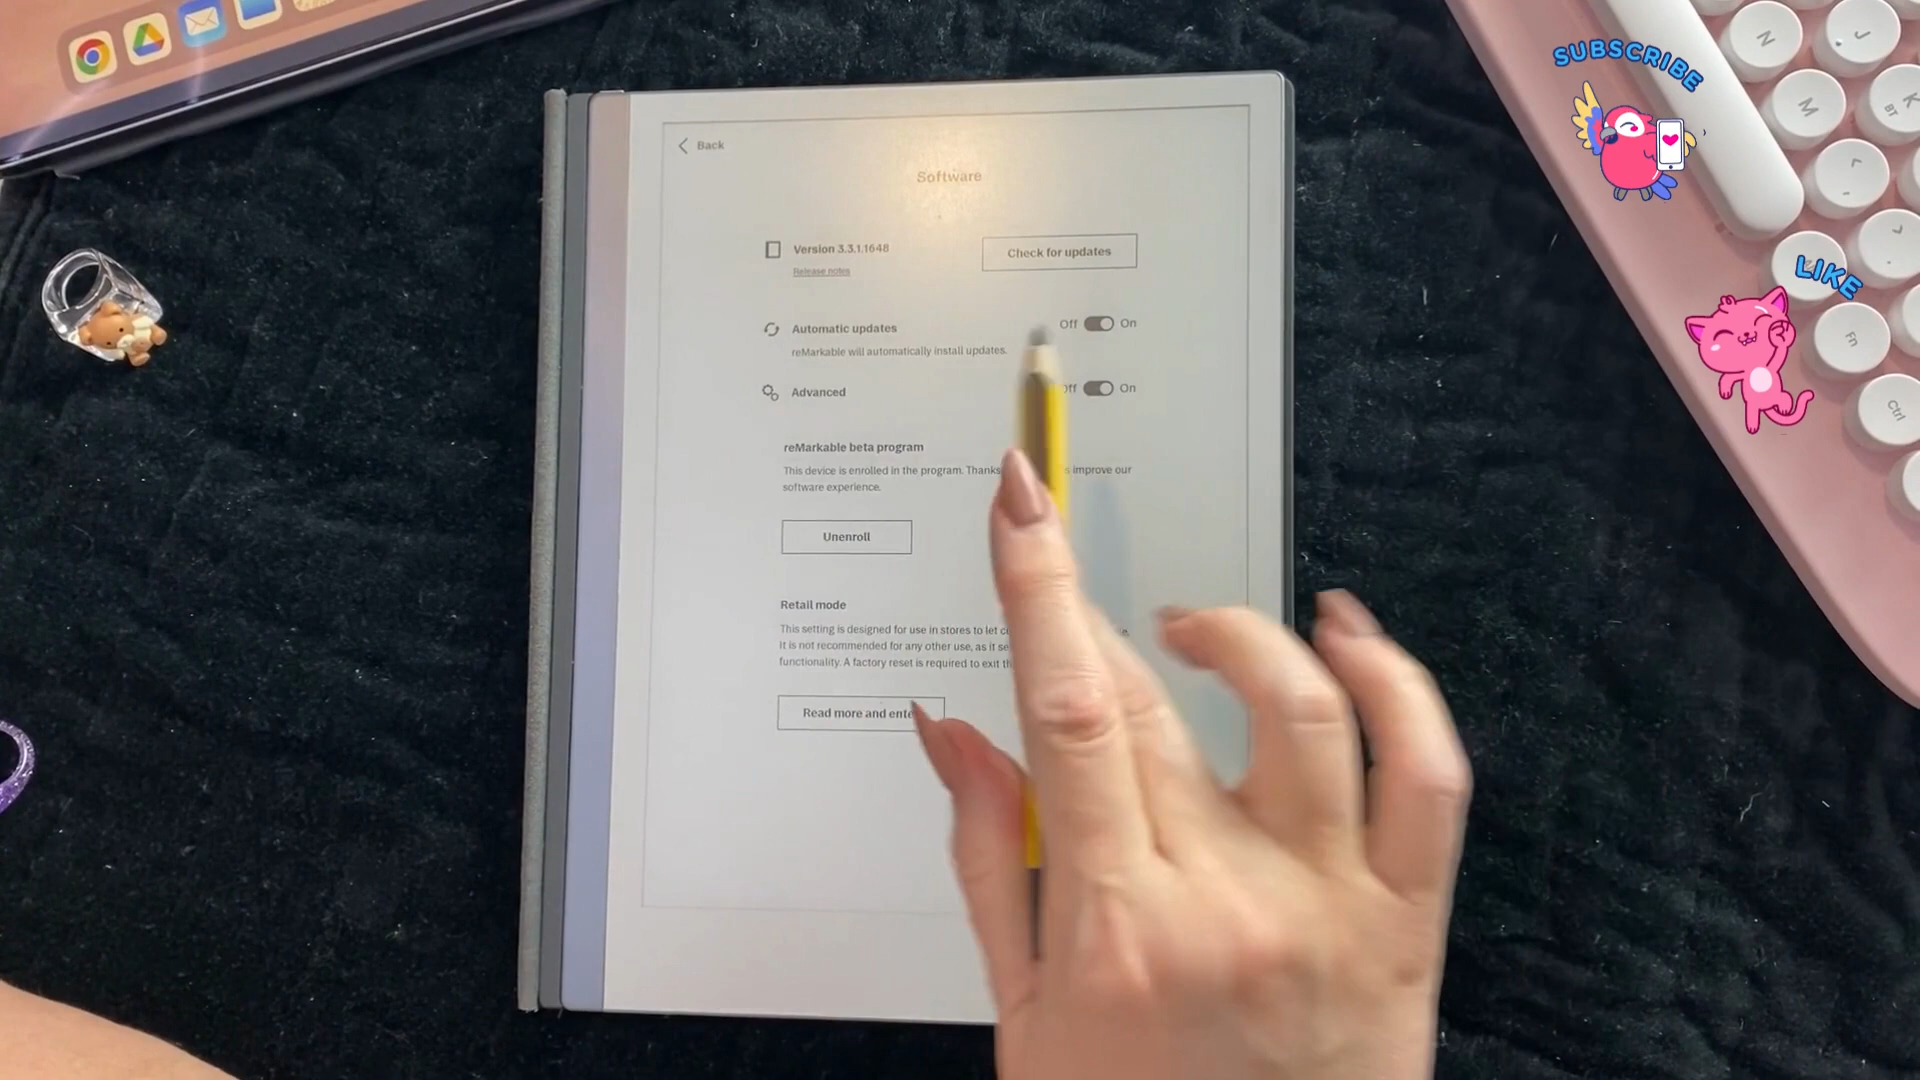 SUBSCRIBE
Back
Software
Version 3.3.1.1648
Release notes
Check for updates
Automatic updates
Off
On
reMarkable will automatically install updates.
Advanced
On
reMarkable beta program
This device is enrolled in the program. Thanks
improve our
software experience.
Unenroll
Retail mode
This setting is designed for use in stores to let
It is not recommended for any other use, as it
functionality. A factory reset is required to exit
Read more and
LIKE
N
J
M
K
BT
Fn
Ctrl